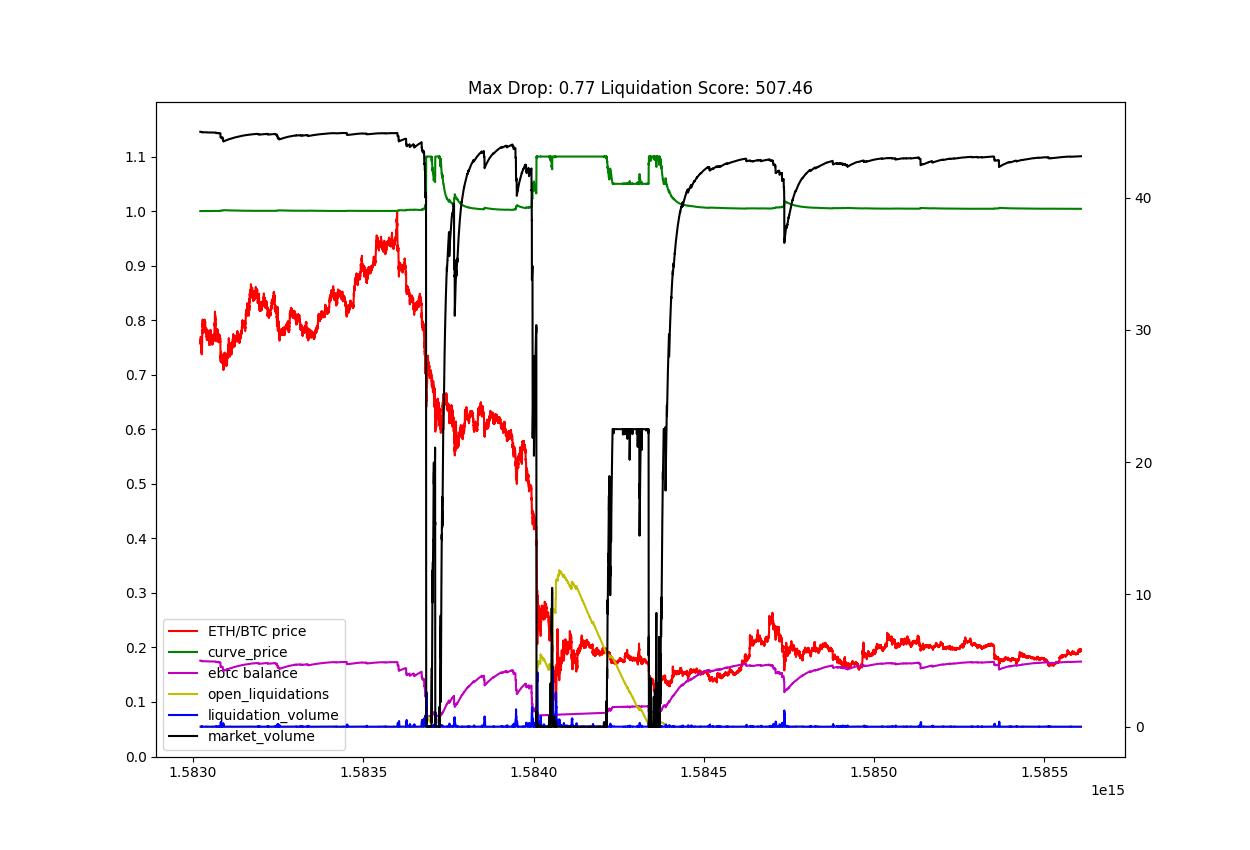 Max Drop: 0.77 Liquidation Score: 507.46
1.1
1.0
0.9
0.8
0.7
0.6
0.5
0.4
0.3
0.2
0.1
0.0
40
30
20
10
0
ETH/BTC price
curve_price
ebtc balance
open_liquidations
liquidation_volume
market_volume
1.5830 1.5835 1.5840 1.5845 1.5850 1.5855
1e15